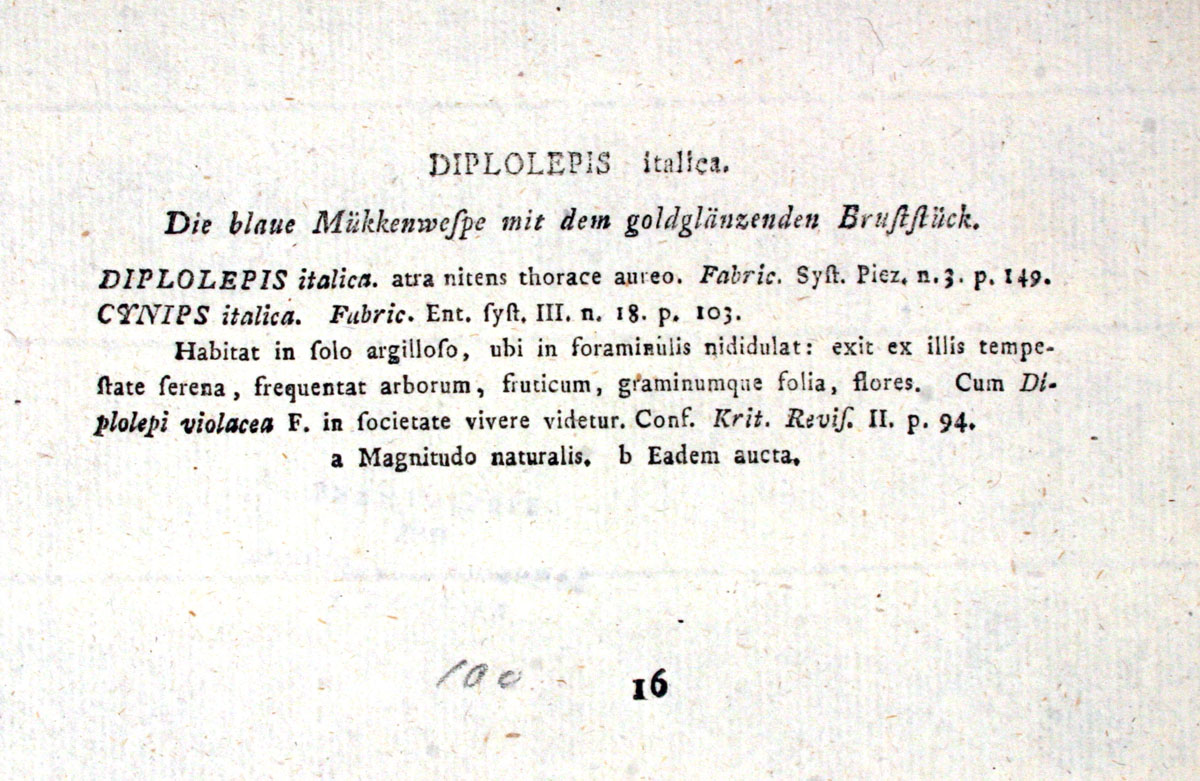 DIPLOLEPIS italica.
Die blaue Mükkenweſpe mit dem goldglänzenden Bruſtſtück.
DIPLOLEPIS italica. atra nitens thorace aureo. Fabric. Syſt. Piez. n. 3. p. 149.
CYNIPS italica. Fabric. Ent. ſyſt. III. n. 18. p. 103.
Habitat in ſolo argilloſo, ubi in foraminulis nididulat: exit ex illis tempe-
ſtate ſerena, frequentat arborum, fruticum, graminumque folia, flores. Cum Di-
plolepi violacea F. in ſocietate vivere videtur. Conf. Krit. Reviſ. II. p. 94.
a Magnitudo naturalis. b Eadem aucta.
100
16